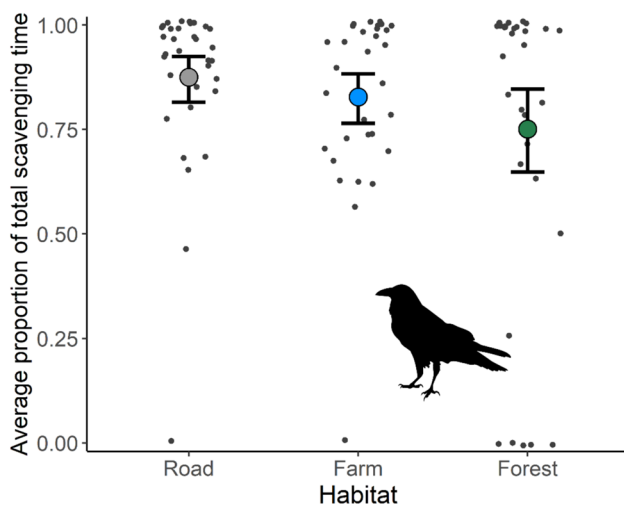 Average proportion of total scavenging time
1.00
0.75
0.50
0.25
0.00
Road Farm Forest
Habitat